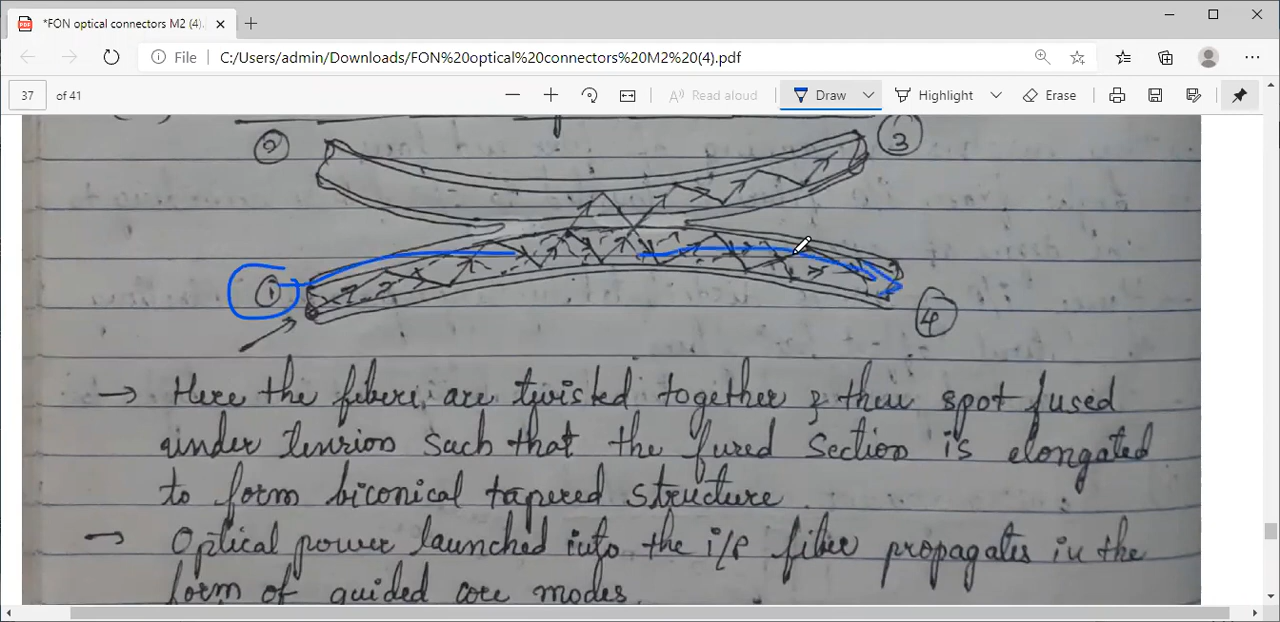 *FON optical connectors M2 (4).
File C:/Users/admin/Downloads/FON%20optical%20connectors%20M2%20(4).pdf
37 of 41 Read aloud Draw Highlight Erase
2 3
1
4
→ Here the fibers are twisted together & then spot fused
under tension such that the fused section is elongated
to form biconical tapered structure.
→ Optical power launched into the i/p fiber propagates in the
form of guided core modes.